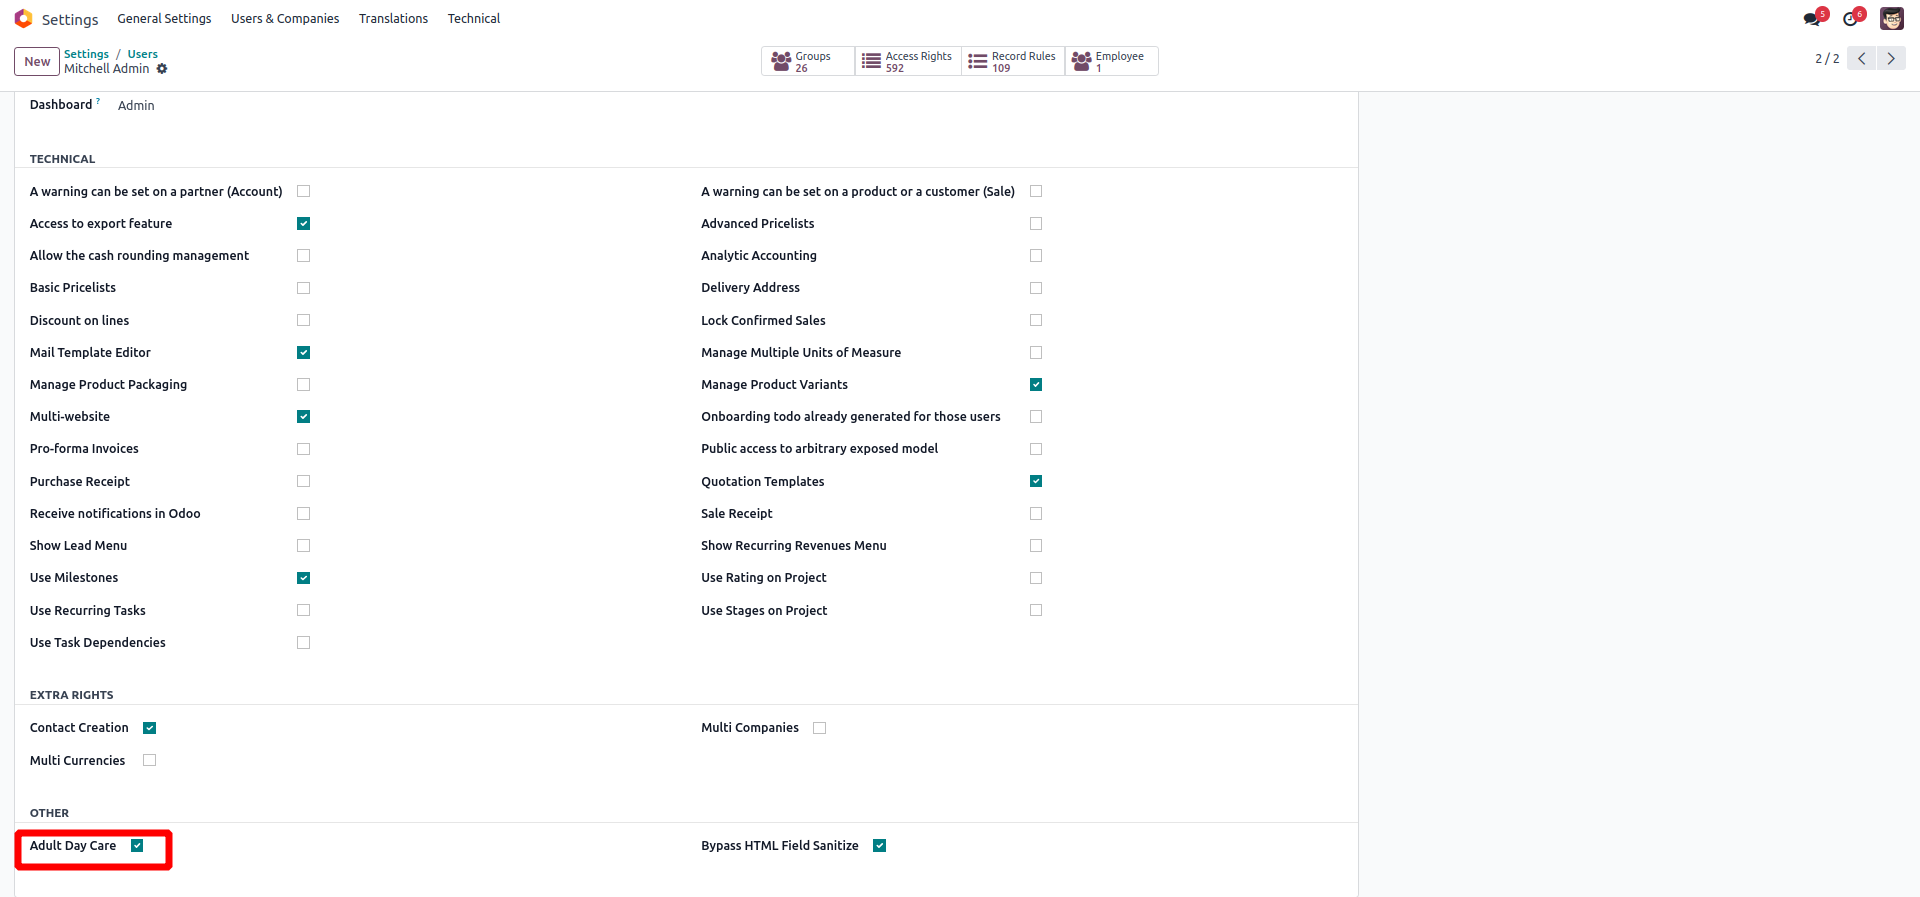 Settings General Settings Users & Companies Translations Technical 5 6
New Settings / Users
Mitchell Admin
Groups 26 Access Rights 592 Record Rules 109 Employee 1
2 / 2
Dashboard ? Admin
TECHNICAL
A warning can be set on a partner (Account) A warning can be set on a product or a customer (Sale)
Access to export feature Advanced Pricelists
Allow the cash rounding management Analytic Accounting
Basic Pricelists Delivery Address
Discount on lines Lock Confirmed Sales
Mail Template Editor Manage Multiple Units of Measure
Manage Product Packaging Manage Product Variants
Multi-website Onboarding todo already generated for those users
Pro-forma Invoices Public access to arbitrary exposed model
Purchase Receipt Quotation Templates
Receive notifications in Odoo Sale Receipt
Show Lead Menu Show Recurring Revenues Menu
Use Milestones Use Rating on Project
Use Recurring Tasks Use Stages on Project
Use Task Dependencies
EXTRA RIGHTS
Contact Creation Multi Companies
Multi Currencies
OTHER
Adult Day Care Bypass HTML Field Sanitize